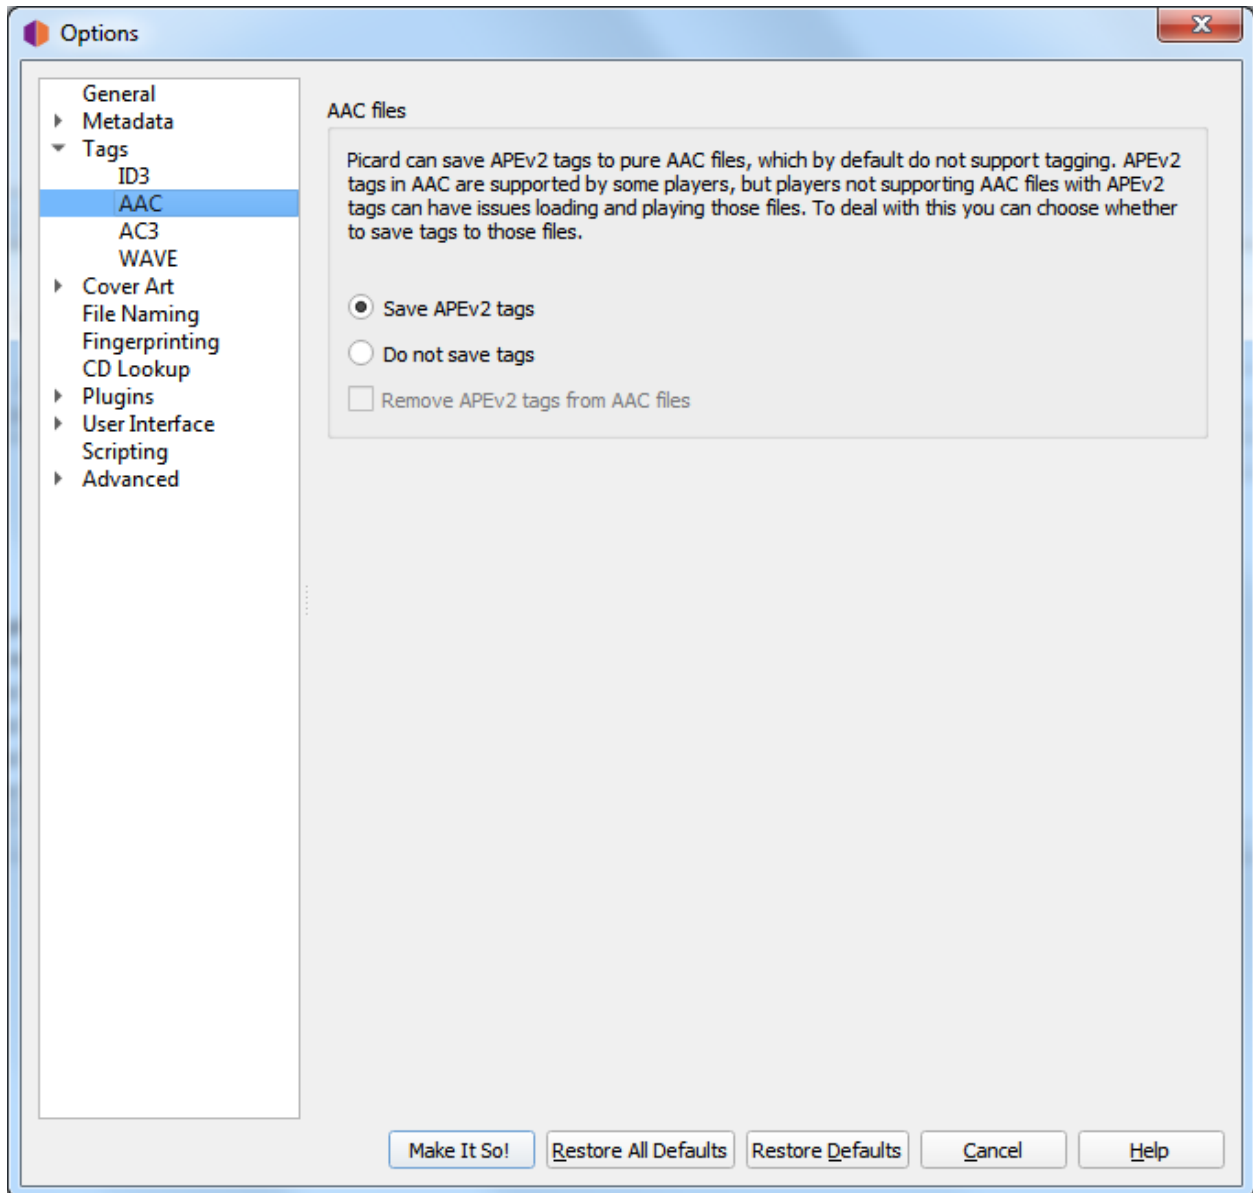 Options
General
Metadata
Tags
ID3
AAC
AC3
WAVE
Cover Art
File Naming
Fingerprinting
CD Lookup
Plugins
User Interface
Scripting
Advanced
AAC files
Picard can save APEv2 tags to pure AAC files, which by default do not support tagging. APEv2
tags in AAC are supported by some players, but players not supporting AAC files with APEv2
tags can have issues loading and playing those files. To deal with this you can choose whether
to save tags to those files.
Save APEv2 tags
Do not save tags
Remove APEv2 tags from AAC files
Make It So!
Restore All Defaults
Restore Defaults
Cancel
Help